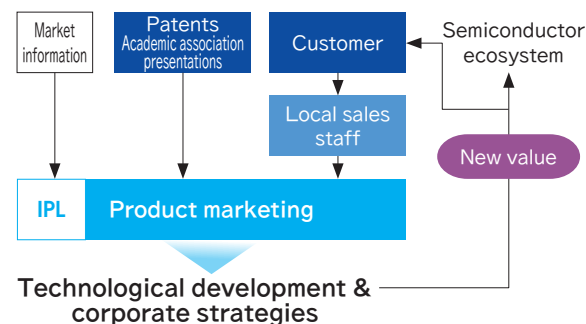 Market
information
Patents
Academic association
presentations
Customer
Semiconductor
ecosystem
Local sales
staff
New value
IPL
Product marketing
Technological development &
corporate strategies